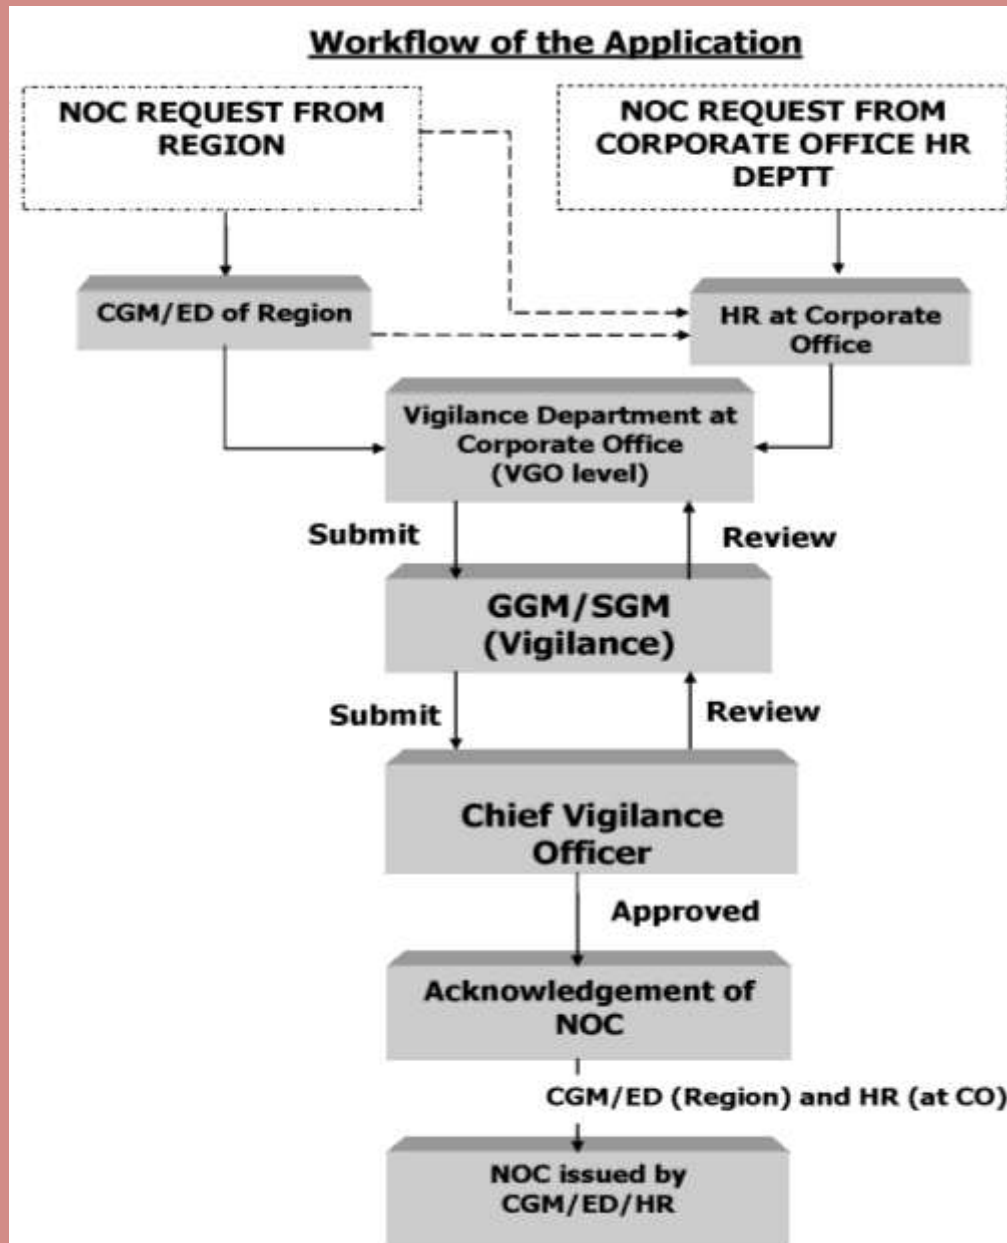 Workflow of the Application
NOC REQUEST FROM
REGION
NOC REQUEST FROM
CORPORATE OFFICE HR
DEPTT
CGM/ED of Region
HR at Corporate
Office
Vigilance Department at
Corporate Office
(VGO level)
Submit
Review
GGM/SGM
(Vigilance)
Submit
Review
Chief Vigilance
Officer
Approved
Acknowledgement of
NOC
CGM/ED (Region) and HR (at CO)
NOC issued by
CGM/ED/HR